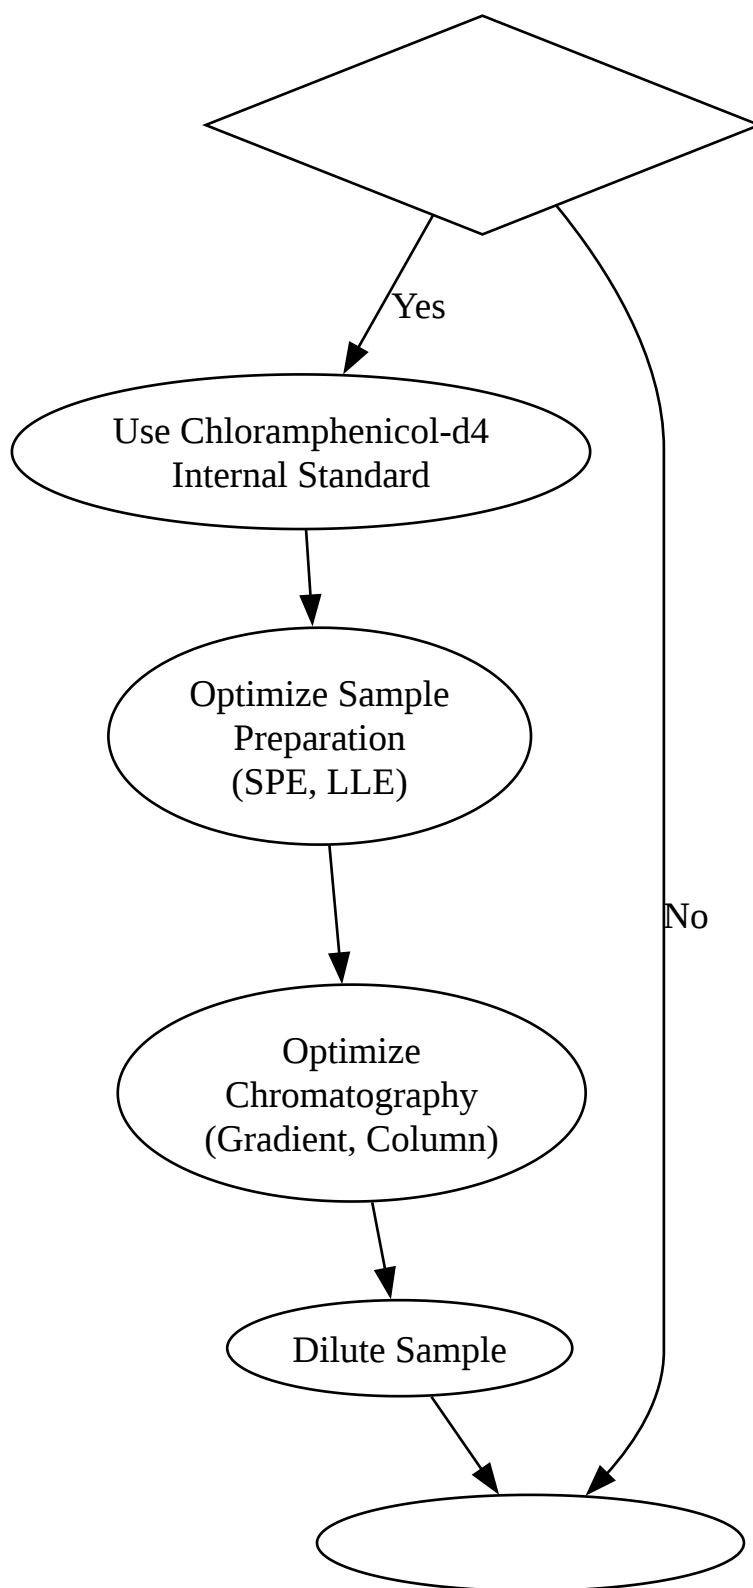 Yes
Use Chloramphenicol-d4
Internal Standard
Optimize Sample
Preparation
(SPE, LLE)
No
Optimize
Chromatography
(Gradient, Column)
Dilute Sample